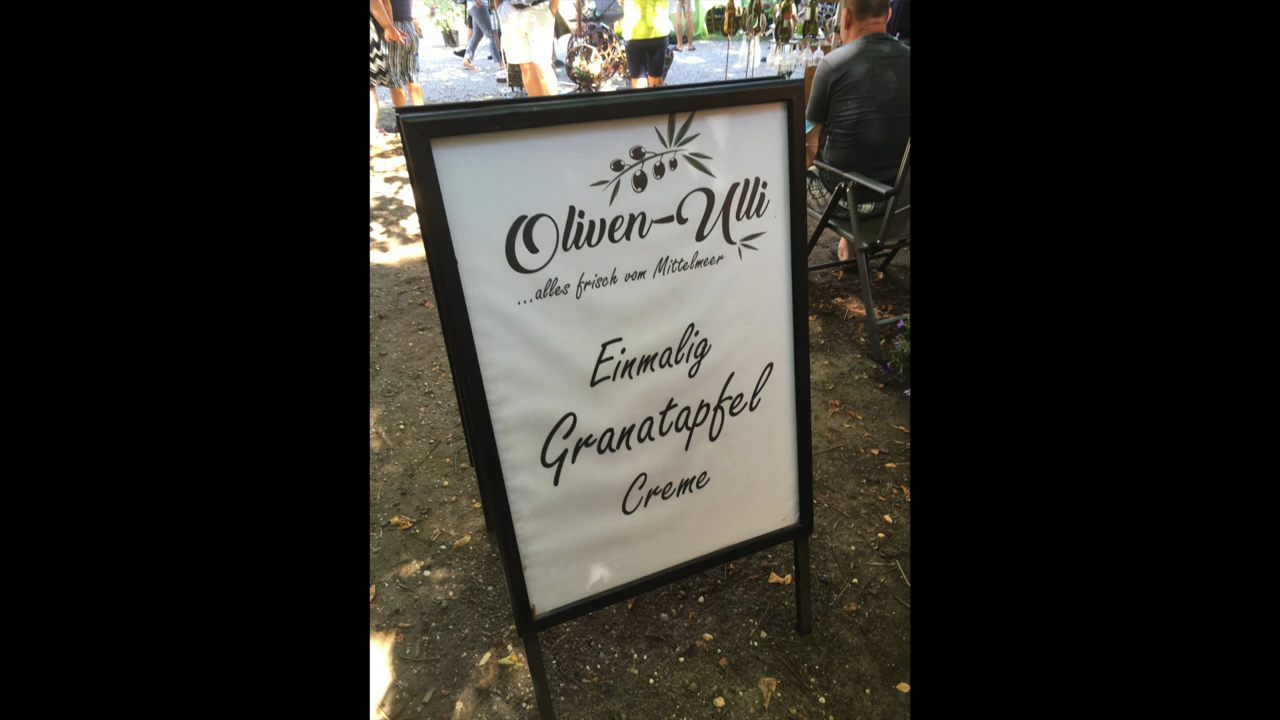 Oliven-Ulli
...alles frisch vom Mittelmeer
Einmalig
Granatapfel
Creme